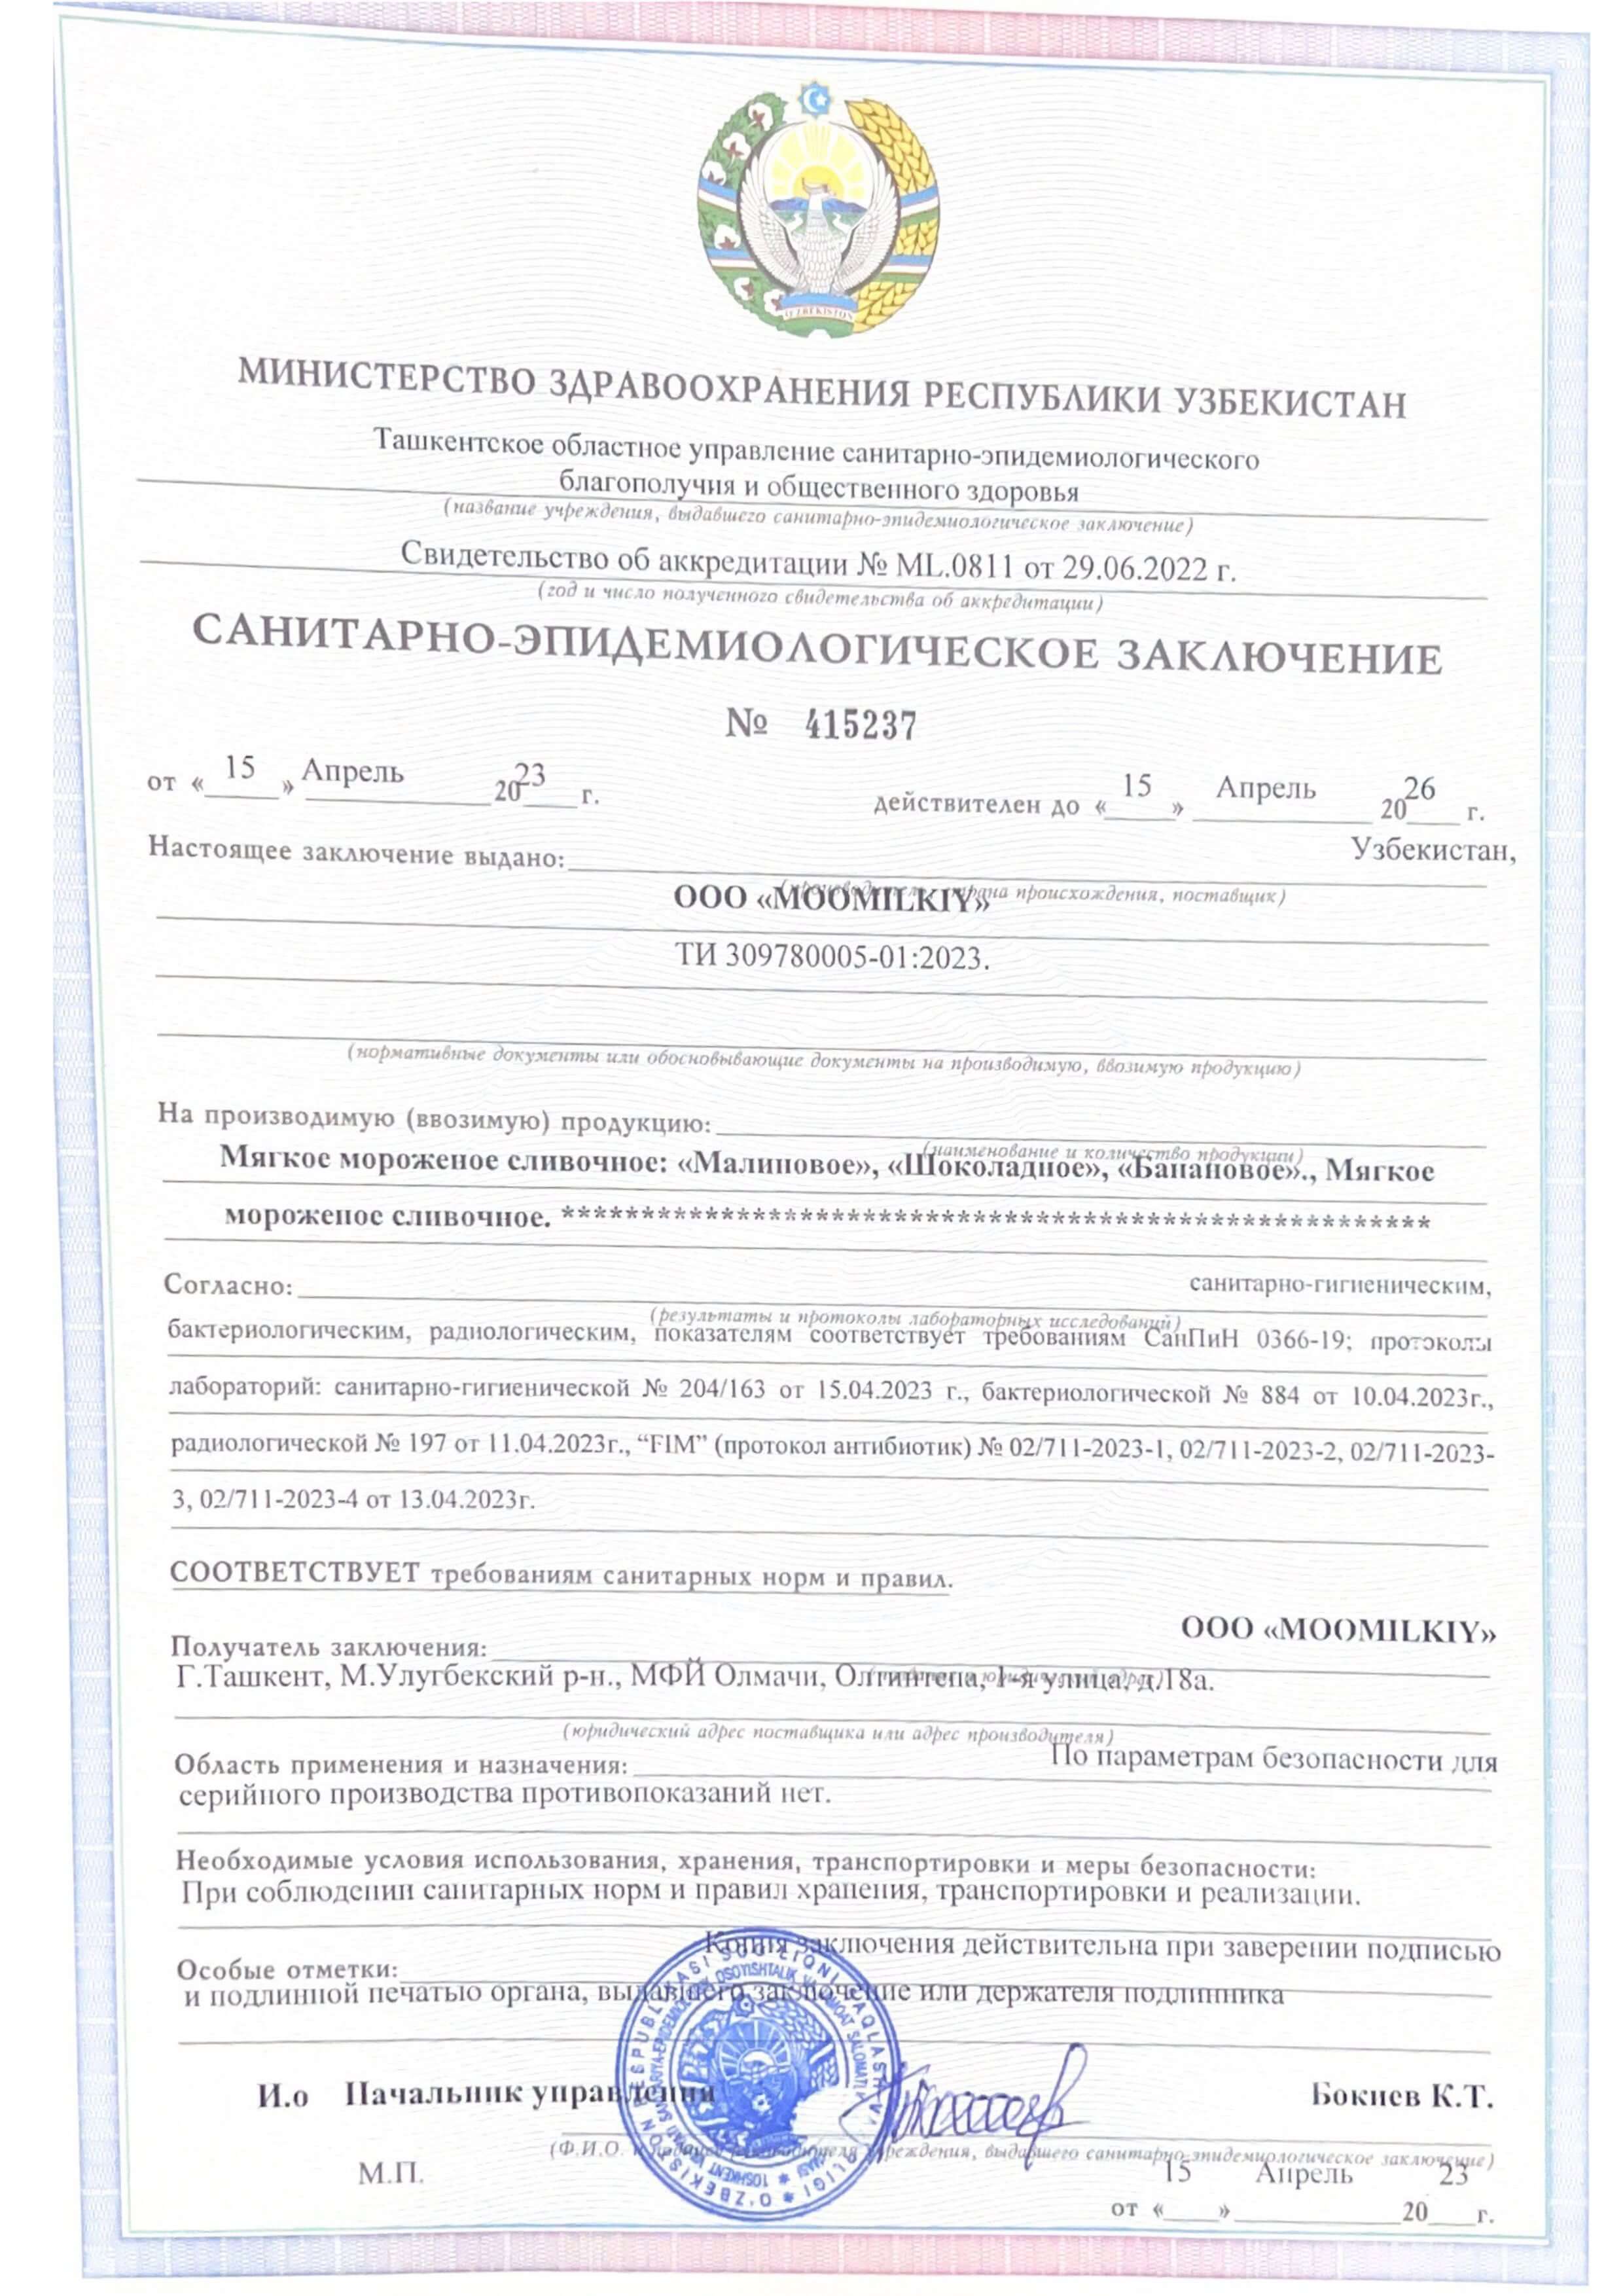 O'ZBEKISTON
МИНИСТЕРСТВО ЗДРАВООХРАНЕНИЯ РЕСПУБЛИКИ УЗБЕКИСТАН
Ташкентское областное управление санитарно-эпидемиологического
благополучия и общественного здоровья
(название учреждения, выдавшего санитарно-эпидемиологическое заключение)
Свидетельство об аккредитации № ML.0811 от 29.06.2022 г.
(год и число полученного свидетельства об аккредитации)
САНИТАРНО-ЭПИДЕМИОЛОГИЧЕСКОЕ ЗАКЛЮЧЕНИЕ
№ 415237
от « 15 » Апрель 2023 г. действителен до « 15 » Апрель 2026 г.
Настоящее заключение выдано: Узбекистан,
(производитель, страна происхождения, поставщик)
ООО «MOOMILKIY»
ТИ 309780005-01:2023.
(нормативные документы или обосновывающие документы на производимую, ввозимую продукцию)
На производимую (ввозимую) продукцию:
(наименование и количество продукции)
Мягкое мороженое сливочное: «Малиновое», «Шоколадное», «Банановое»., Мягкое
мороженое сливочное. *******************************************************
Согласно: санитарно-гигиеническим,
(результаты и протоколы лабораторных исследований)
бактериологическим, радиологическим, показателям соответствует требованиям СанПиН 0366-19; протоколы
лабораторий: санитарно-гигиенической № 204/163 от 15.04.2023 г., бактериологической № 884 от 10.04.2023г.,
радиологической № 197 от 11.04.2023г., “FIM” (протокол антибиотик) № 02/711-2023-1, 02/711-2023-2, 02/711-2023-
3, 02/711-2023-4 от 13.04.2023г.
СООТВЕТСТВУЕТ требованиям санитарных норм и правил.
ООО «MOOMILKIY»
Получатель заключения:
Г.Ташкент, М.Улугбекский р-н., МФЙ Олмачи, Олтинтепа, 1-я улица, д.18а.
(юридический адрес поставщика или адрес производителя)
Область применения и назначения: По параметрам безопасности для
серийного производства противопоказаний нет.
Необходимые условия использования, хранения, транспортировки и меры безопасности:
При соблюдении санитарных норм и правил хранения, транспортировки и реализации.
Особые отметки: Копия заключения действительна при заверении подписью
и подлинной печатью органа, выдавшего заключение или держателя подлинника
И.о Начальник управления Бокиев К.Т.
(Ф.И.О. учреждения, выдавшего санитарно-эпидемиологическое заключение)
М.П.
от « 15 » Апрель 2023 г.